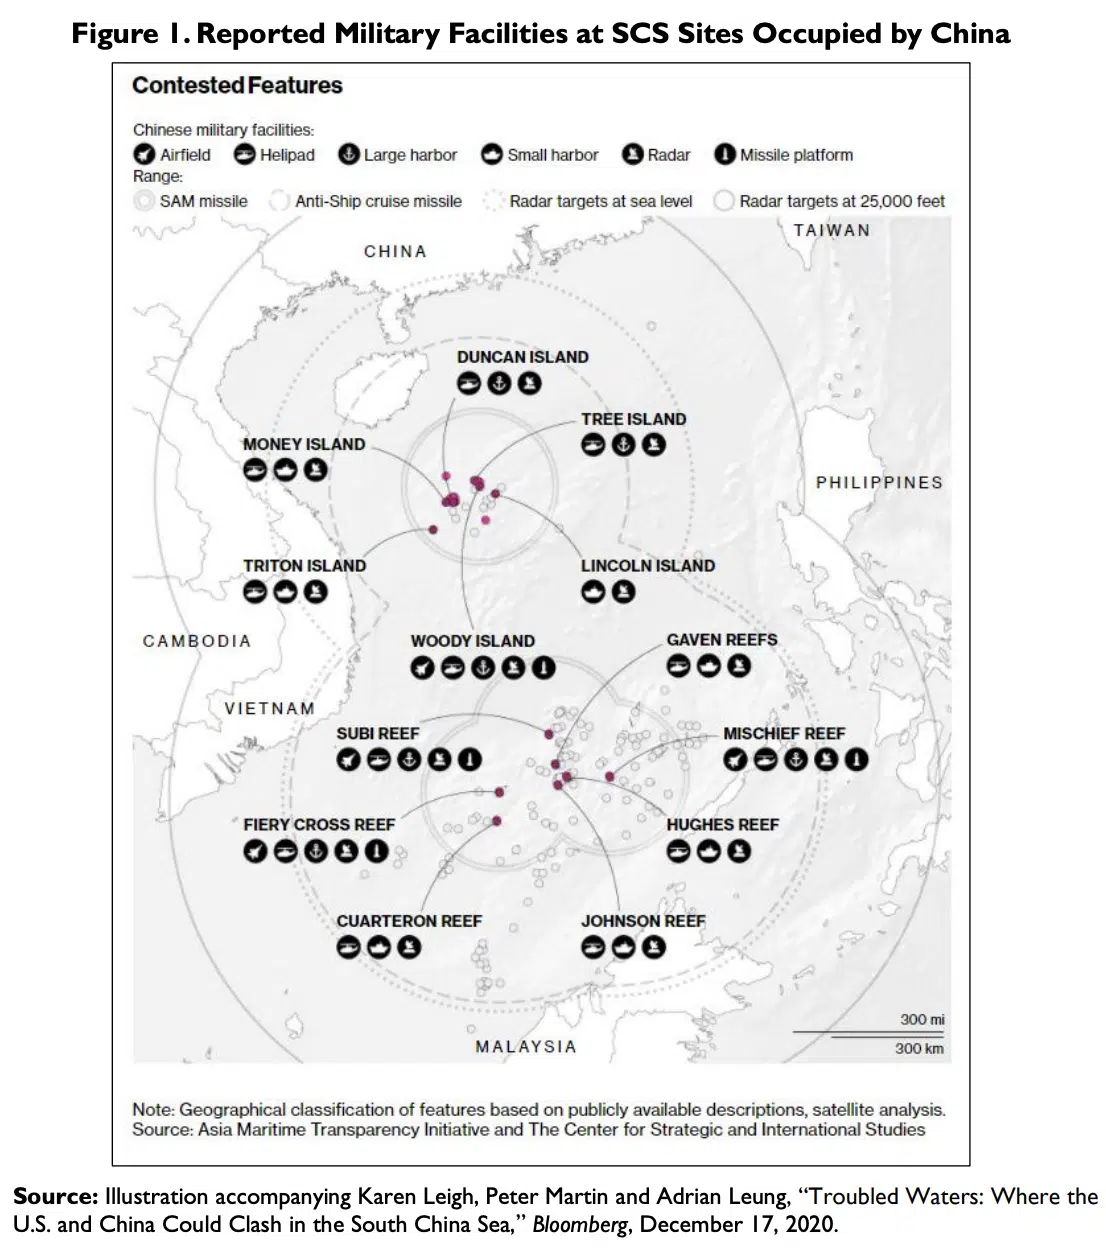 Figure 1. Reported Military Facilities at SCS Sites Occupied by China
Contested Features
Chinese military facilities:
Airfield Helipad Large harbor Small harbor Radar Missile platform
Range:
SAM missile Anti-Ship cruise missile Radar targets at sea level Radar targets at 25,000 feet
TAIWAN
CHINA
DUNCAN ISLAND
TREE ISLAND
MONEY ISLAND
PHILIPPINES
TRITON ISLAND
LINCOLN ISLAND
CAMBODIA
WOODY ISLAND
GAVEN REEFS
VIETNAM
SUBI REEF
MISCHIEF REEF
FIERY CROSS REEF
HUGHES REEF
CUARTERON REEF
JOHNSON REEF
300 mi
MALAYSIA
300 km
Note: Geographical classification of features based on publicly available descriptions, satellite analysis.
Source: Asia Maritime Transparency Initiative and The Center for Strategic and International Studies
Source: Illustration accompanying Karen Leigh, Peter Martin and Adrian Leung, “Troubled Waters: Where the
U.S. and China Could Clash in the South China Sea,” Bloomberg, December 17, 2020.